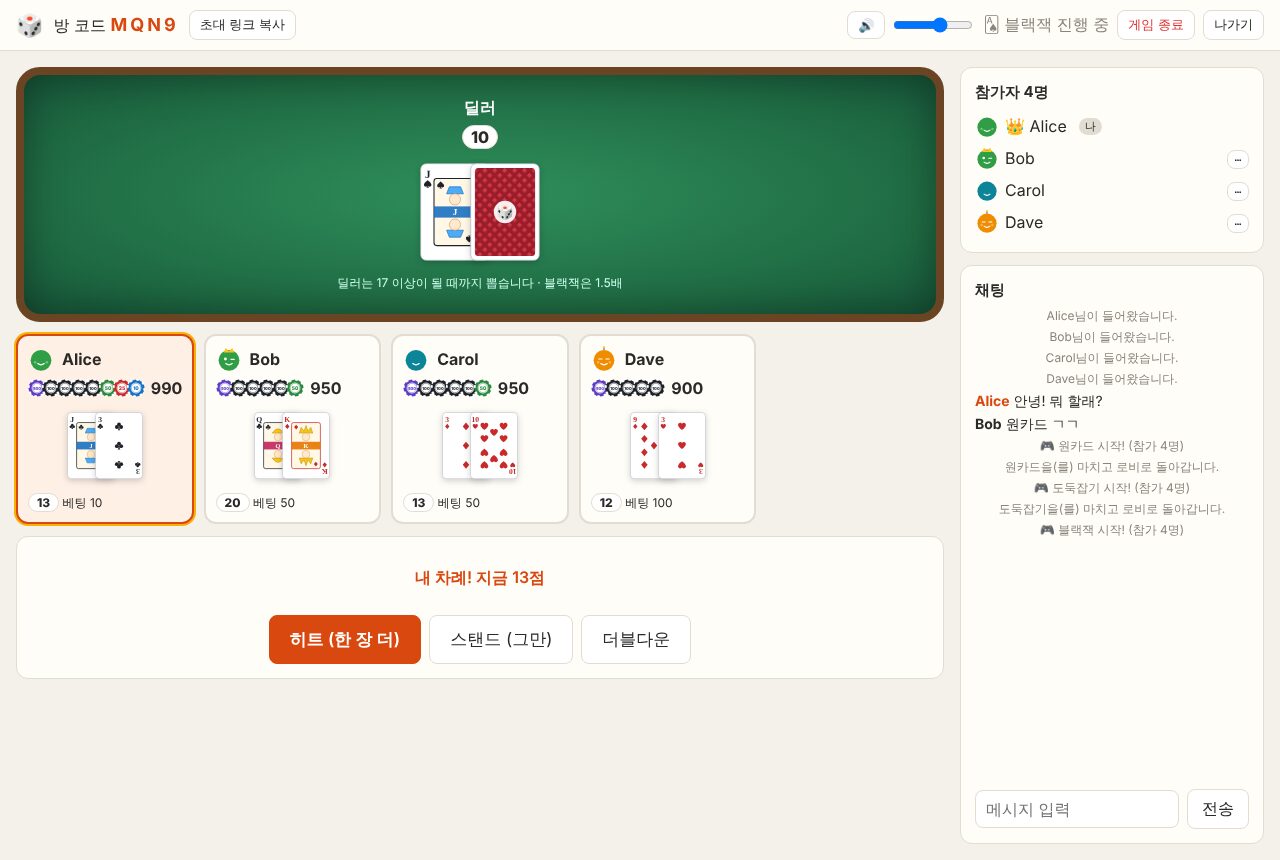 방 코드 MQN9 초대 링크 복사
블랙잭 진행 중 게임 종료 나가기
딜러
10
J
J
딜러는 17 이상이 될 때까지 뽑습니다 · 블랙잭은 1.5배
Alice
990
J 3
J
3
13 베팅 10
Bob
950
Q K
Q K
K
20 베팅 50
Carol
950
3 10
10
13 베팅 50
Dave
900
9 3
3
12 베팅 100
내 차례! 지금 13점
히트 (한 장 더) 스탠드 (그만) 더블다운
참가자 4명
Alice 나
Bob
Carol
Dave
채팅
Alice님이 들어왔습니다.
Bob님이 들어왔습니다.
Carol님이 들어왔습니다.
Dave님이 들어왔습니다.
Alice 안녕! 뭐 할래?
Bob 원카드 ㄱㄱ
원카드 시작! (참가 4명)
원카드을(를) 마치고 로비로 돌아갑니다.
도둑잡기 시작! (참가 4명)
도둑잡기을(를) 마치고 로비로 돌아갑니다.
블랙잭 시작! (참가 4명)
메시지 입력 전송